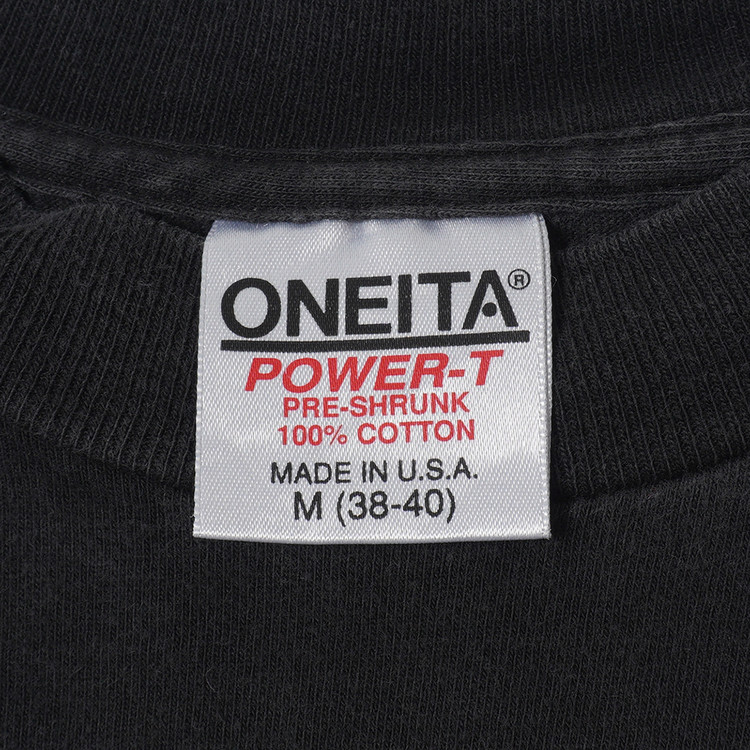 ONEITA®
POWER-T
PRE-SHRUNK
100% COTTON
MADE IN U.S.A.
M (38-40)